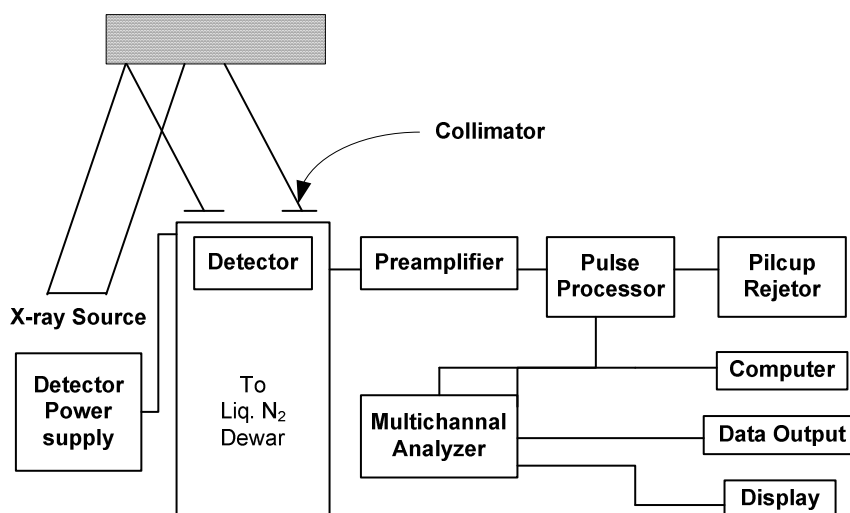 Collimator
Detector
Preamplifier
Pulse
Processor
Pilcup
Rejetor
X-ray Source
Detector
Power
supply
To
Liq. N₂
Dewar
Multichannal
Analyzer
Computer
Data Output
Display